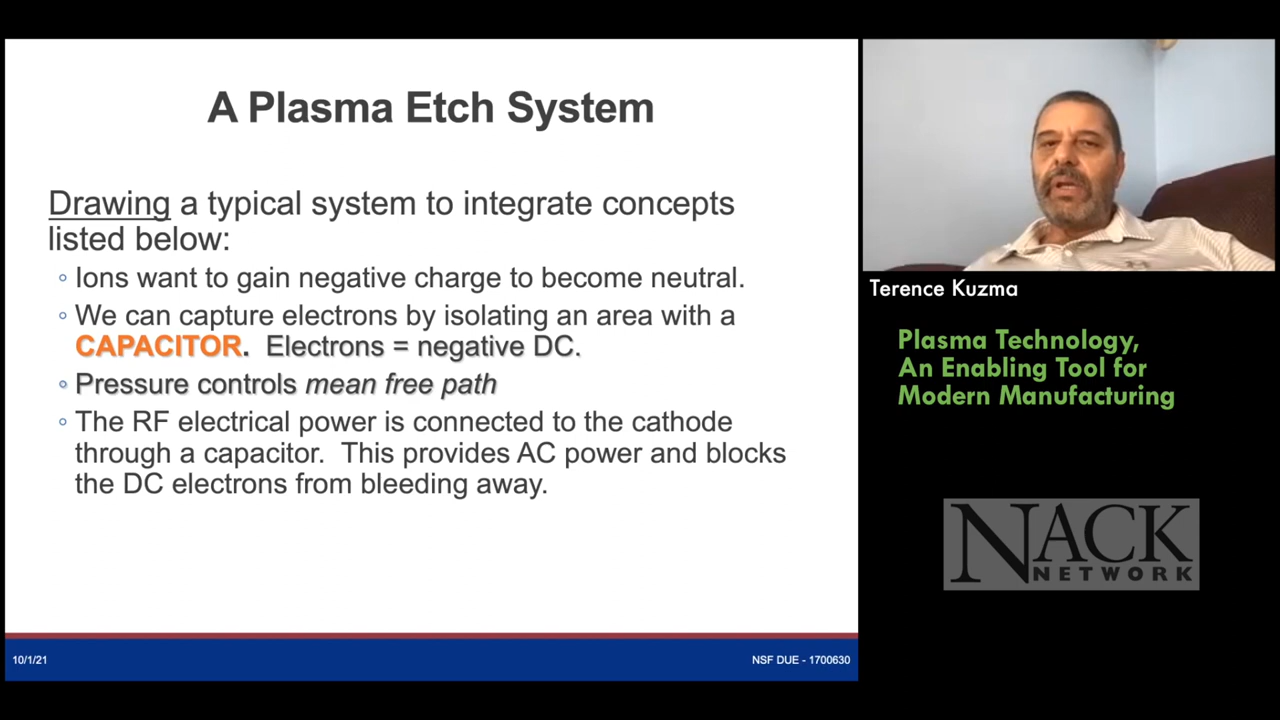 A Plasma Etch System
Drawing a typical system to integrate concepts
listed below:
◦ Ions want to gain negative charge to become neutral.
◦ We can capture electrons by isolating an area with a
CAPACITOR. Electrons = negative DC.
◦ Pressure controls mean free path
◦ The RF electrical power is connected to the cathode
through a capacitor. This provides AC power and blocks
the DC electrons from bleeding away.
10/1/21
NSF DUE - 1700630
Terence Kuzma
Plasma Technology,
An Enabling Tool for
Modern Manufacturing
NACK
NETWORK